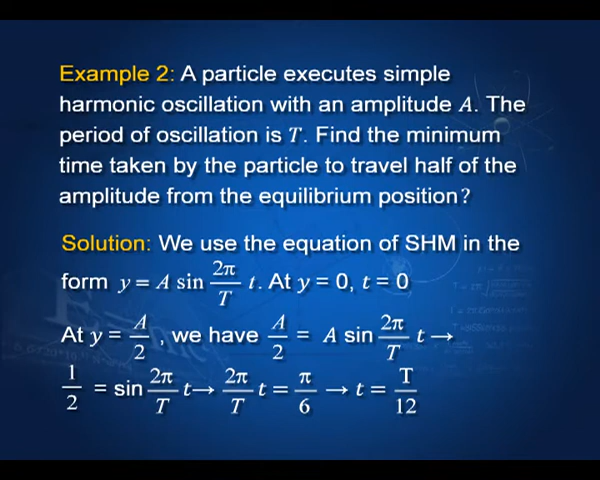 Example 2: A particle executes simple
harmonic oscillation with an amplitude A. The
period of oscillation is T. Find the minimum
time taken by the particle to travel half of the
amplitude from the equilibrium position?
Solution: We use the equation of SHM in the
form y = A sin 2π/T t. At y = 0, t = 0
At y = A/2 , we have A/2 = A sin 2π/T t →
1/2 = sin 2π/T t→ 2π/T t = π/6 → t = T/12